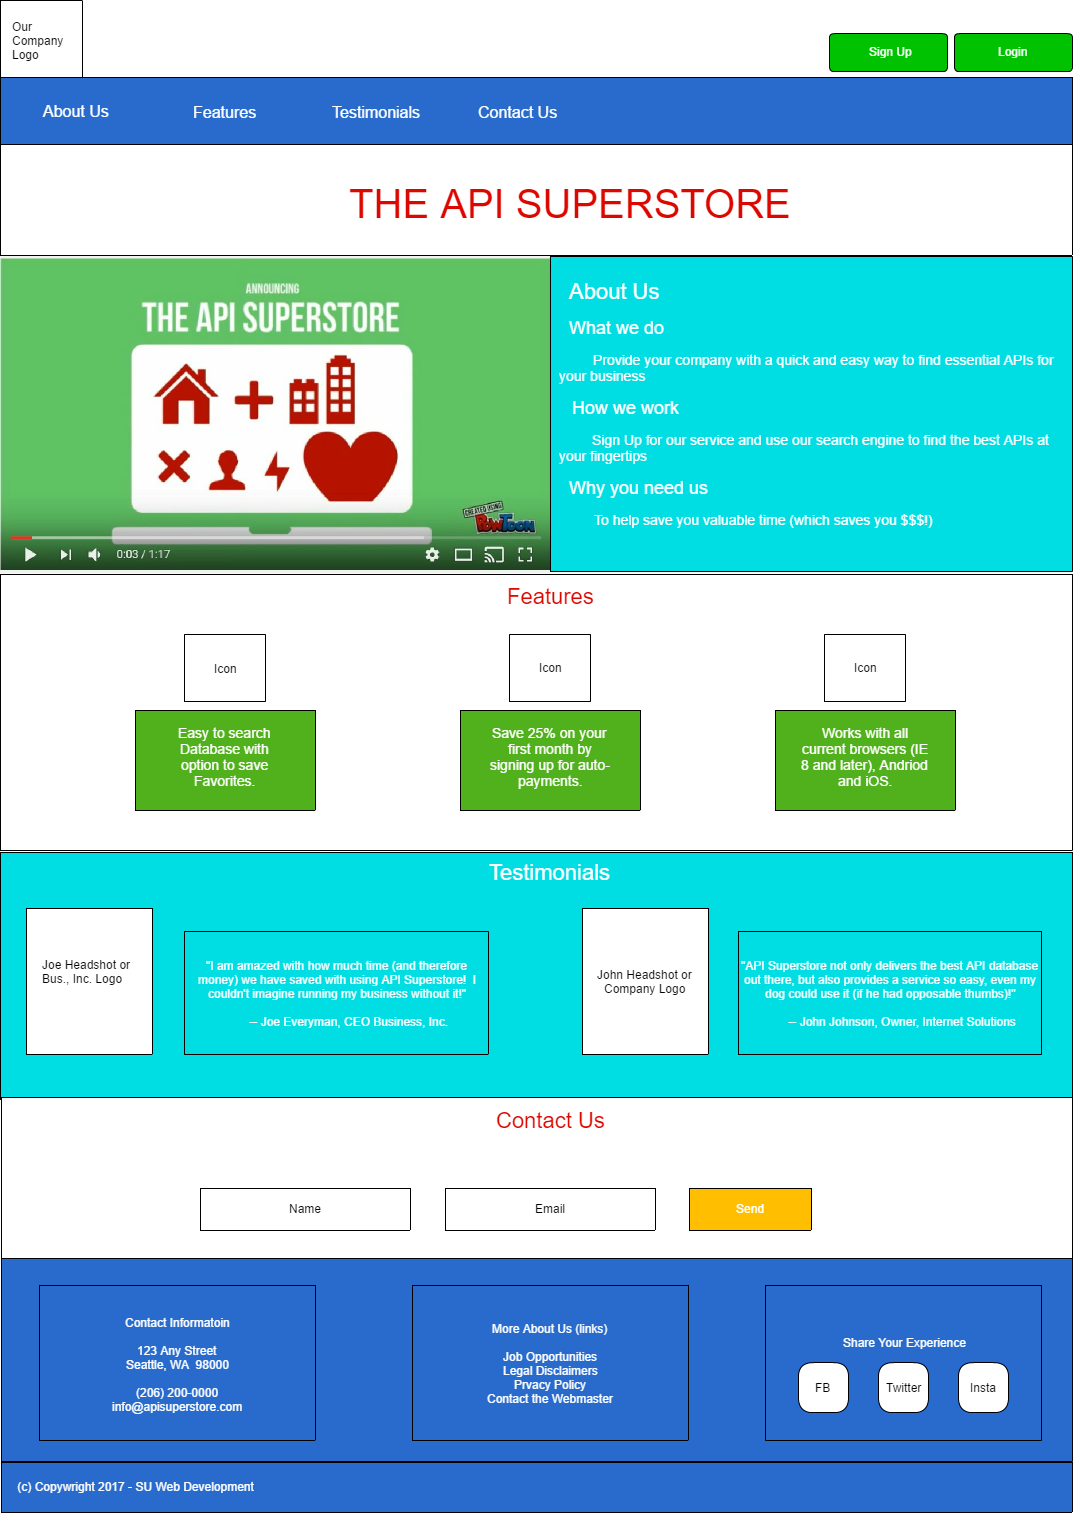 Our
Company
Logo
Sign Up
Login
About Us
Features
Testimonials
Contact Us
THE API SUPERSTORE
ANNOUNCING
THE API SUPERSTORE
CREATED USING
PowToon
0:03 / 1:17
About Us
What we do
Provide your company with a quick and easy way to find essential APIs for
your business
How we work
Sign Up for our service and use our search engine to find the best APIs at
your fingertips
Why you need us
To help save you valuable time (which saves you $$$!)
Features
Icon
Icon
Icon
Easy to search
Database with
option to save
Favorites.
Save 25% on your
first month by
signing up for auto-
payments.
Works with all
current browsers (IE
8 and later), Andriod
and iOS.
Testimonials
Joe Headshot or
Bus., Inc. Logo
"I am amazed with how much time (and therefore
money) we have saved with using API Superstore!  I
couldn't imagine running my business without it!"
-- Joe Everyman, CEO Business, Inc.
John Headshot or
Company Logo
"API Superstore not only delivers the best API database
out there, but also provides a service so easy, even my
dog could use it (if he had opposable thumbs)!"
-- John Johnson, Owner, Internet Solutions
Contact Us
Name
Email
Send
Contact Informatoin
123 Any Street
Seattle, WA  98000
(206) 200-0000
info@apisuperstore.com
More About Us (links)
Job Opportunities
Legal Disclaimers
Prvacy Policy
Contact the Webmaster
Share Your Experience
FB
Twitter
Insta
(c) Copywright 2017 - SU Web Development